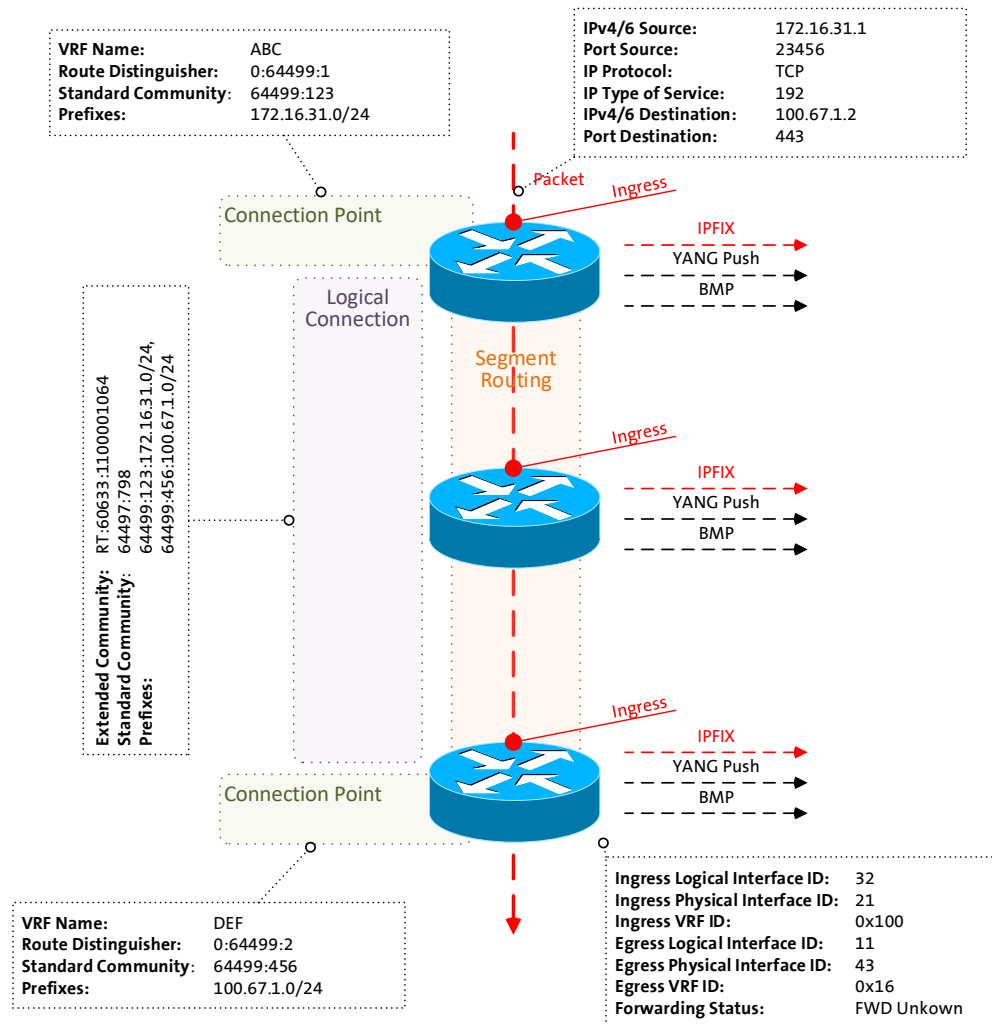 VRF Name: ABC
Route Distinguisher: 0:64499:1
Standard Community: 64499:123
Prefixes: 172.16.31.0/24
IPv4/6 Source: 172.16.31.1
Port Source: 23456
IP Protocol: TCP
IP Type of Service: 192
IPv4/6 Destination: 100.67.1.2
Port Destination: 443
Packet
Ingress
Connection Point
IPFIX
YANG Push
BMP
Logical
Connection
Segment
Routing
Extended Community: RT:60633:1100001064
Standard Community: 64497:798
Prefixes: 64499:123:172.16.31.0/24,
64499:456:100.67.1.0/24
Ingress
IPFIX
YANG Push
BMP
Ingress
IPFIX
YANG Push
BMP
Connection Point
VRF Name: DEF
Route Distinguisher: 0:64499:2
Standard Community: 64499:456
Prefixes: 100.67.1.0/24
Ingress Logical Interface ID: 32
Ingress Physical Interface ID: 21
Ingress VRF ID: 0x100
Egress Logical Interface ID: 11
Egress Physical Interface ID: 43
Egress VRF ID: 0x16
Forwarding Status: FWD Unkown